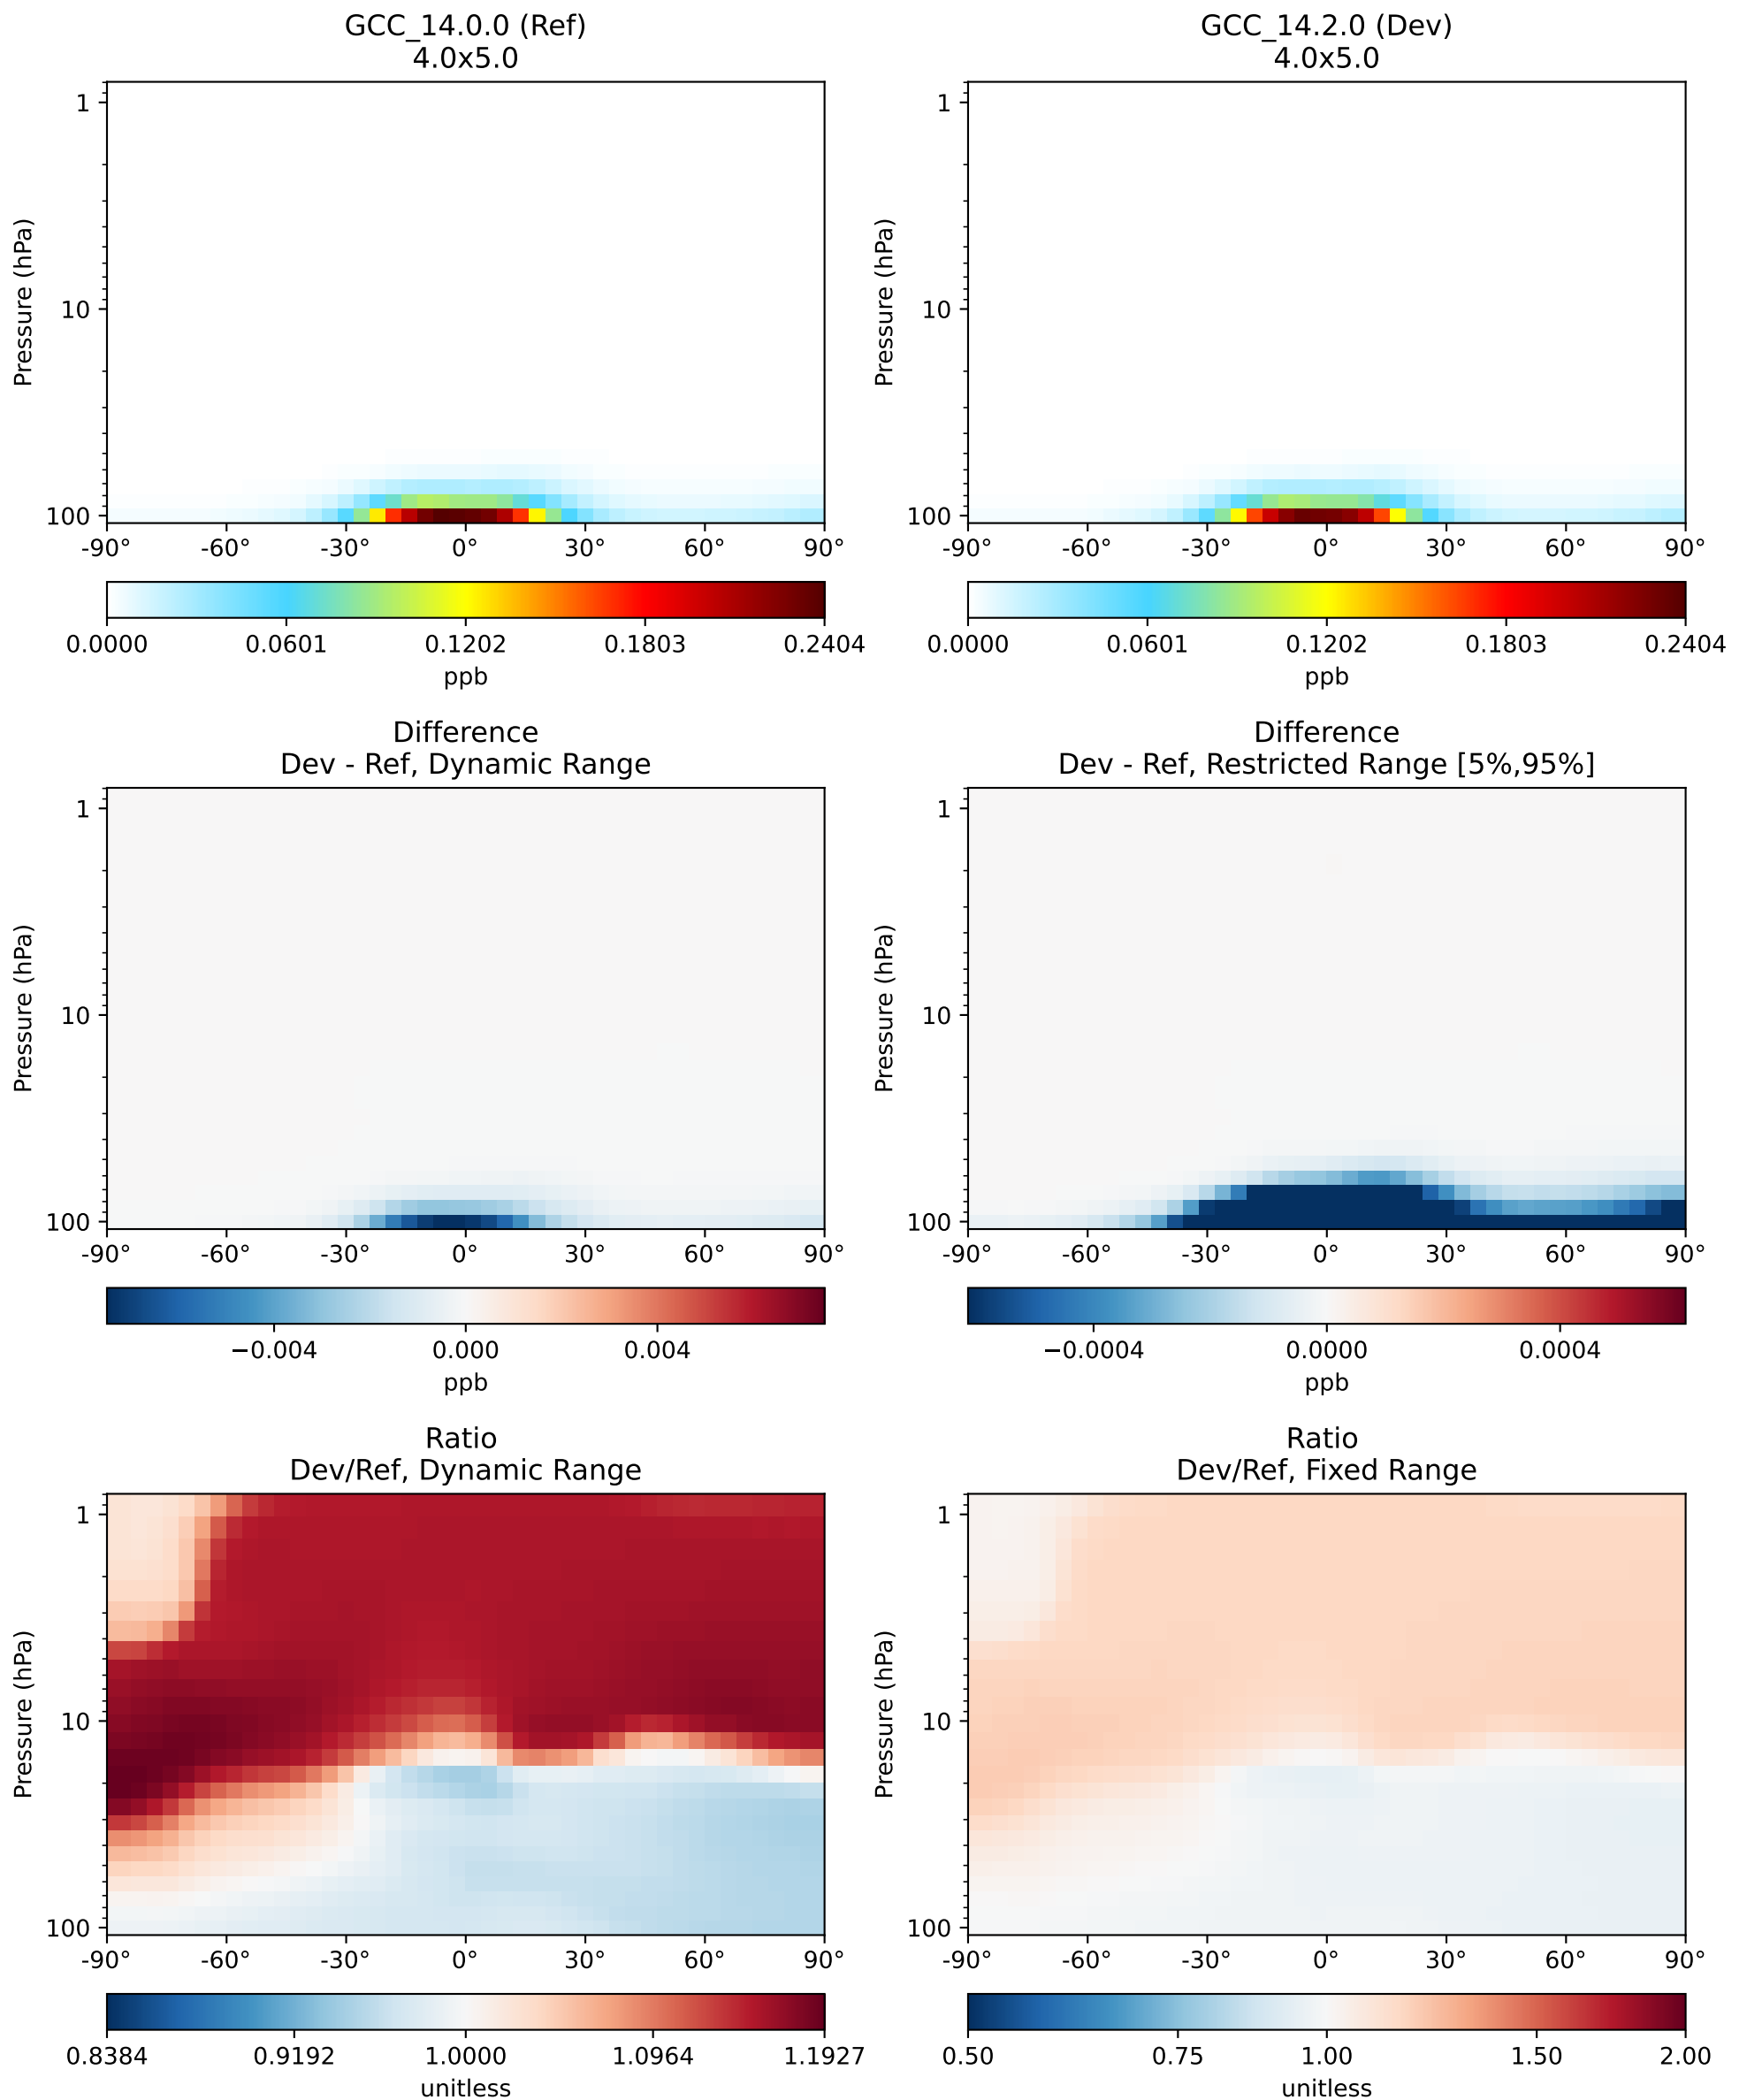 GCC_14.0.0 (Ref)
4.0x5.0
Pressure (hPa)
1
10
100
-90° -60° -30° 0° 30° 60° 90°
0.0000 0.0601 0.1202 0.1803 0.2404
ppb
GCC_14.2.0 (Dev)
4.0x5.0
Pressure (hPa)
1
10
100
-90° -60° -30° 0° 30° 60° 90°
0.0000 0.0601 0.1202 0.1803 0.2404
ppb
Difference
Dev - Ref, Dynamic Range
Pressure (hPa)
1
10
100
-90° -60° -30° 0° 30° 60° 90°
−0.004 0.000 0.004
ppb
Difference
Dev - Ref, Restricted Range [5%,95%]
Pressure (hPa)
1
10
100
-90° -60° -30° 0° 30° 60° 90°
−0.0004 0.0000 0.0004
ppb
Ratio
Dev/Ref, Dynamic Range
Pressure (hPa)
1
10
100
-90° -60° -30° 0° 30° 60° 90°
0.8384 0.9192 1.0000 1.0964 1.1927
unitless
Ratio
Dev/Ref, Fixed Range
Pressure (hPa)
1
10
100
-90° -60° -30° 0° 30° 60° 90°
0.50 0.75 1.00 1.50 2.00
unitless